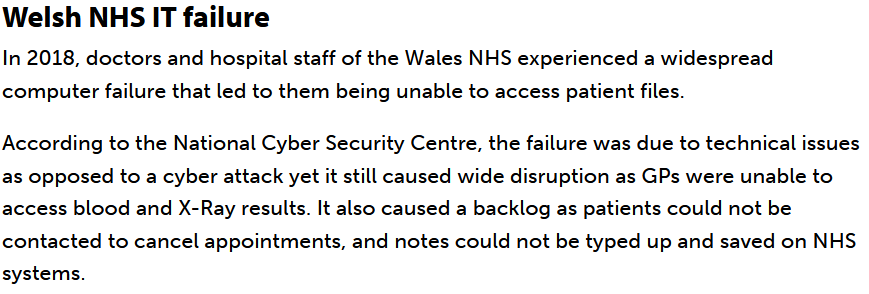 Welsh NHS IT failure
In 2018, doctors and hospital staff of the Wales NHS experienced a widespread
computer failure that led to them being unable to access patient files.
According to the National Cyber Security Centre, the failure was due to technical issues
as opposed to a cyber attack yet it still caused wide disruption as GPs were unable to
access blood and X-Ray results. It also caused a backlog as patients could not be
contacted to cancel appointments, and notes could not be typed up and saved on NHS
systems.